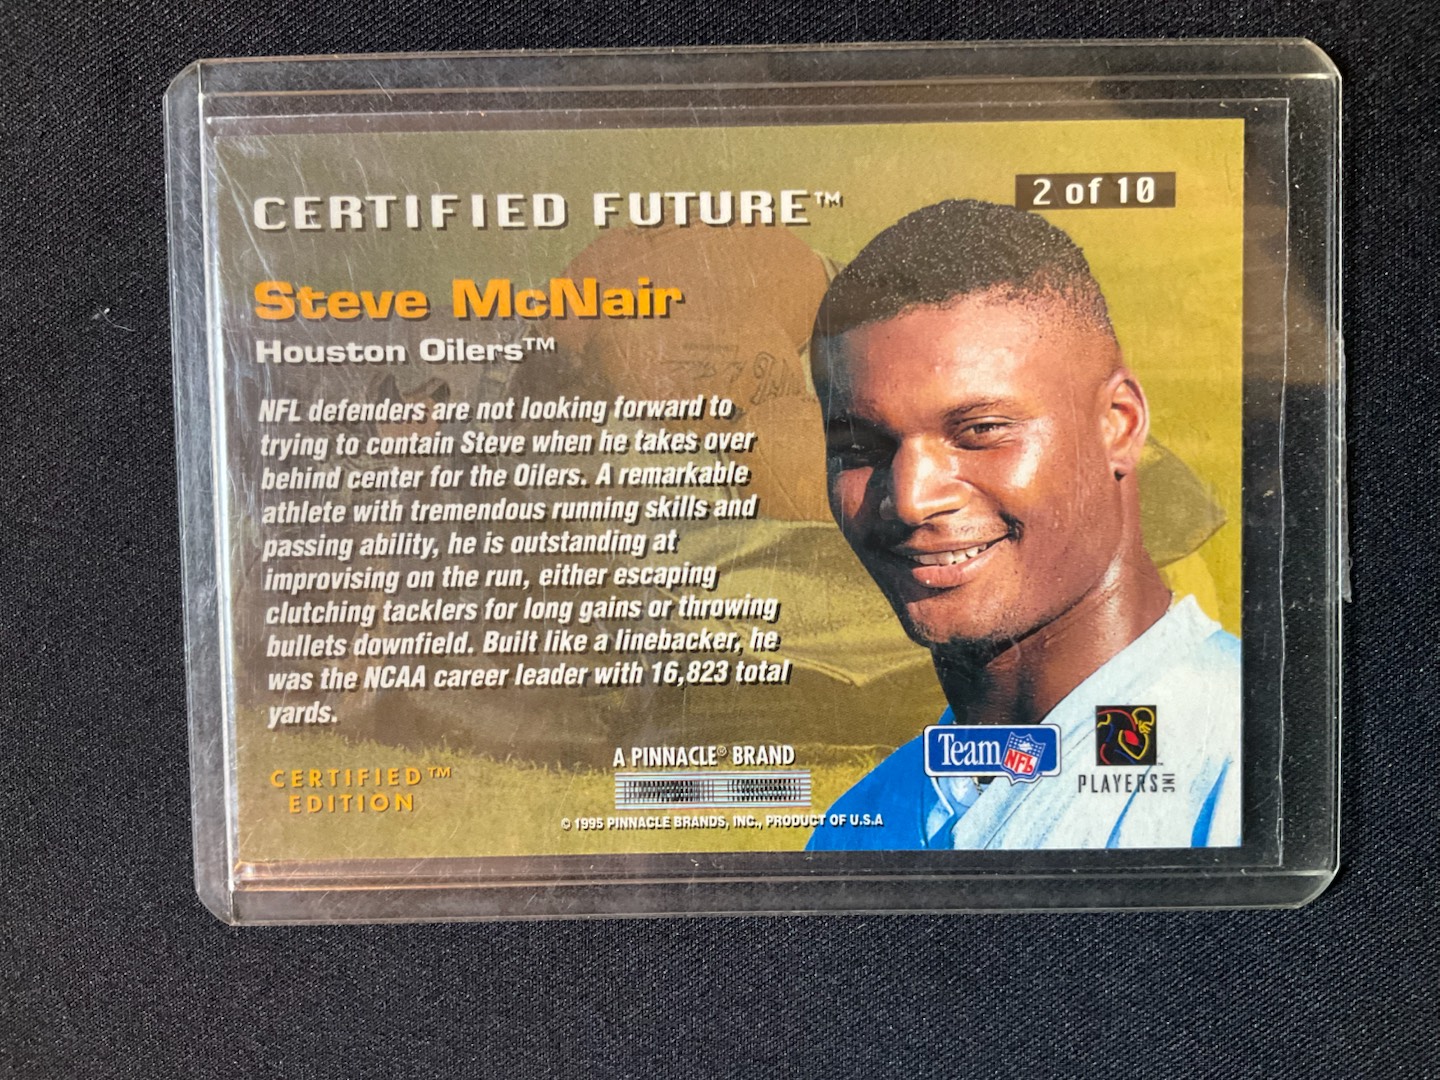 CERTIFIED FUTURE™
2 of 10
Steve McNair
Houston Oilers™
NFL defenders are not looking forward to
trying to contain Steve when he takes over
behind center for the Oilers. A remarkable
athlete with tremendous running skills and
passing ability, he is outstanding at
improvising on the run, either escaping
clutching tacklers for long gains or throwing
bullets downfield. Built like a linebacker, he
was the NCAA career leader with 16,823 total
yards.
CERTIFIED™
EDITION
A PINNACLE® BRAND
© 1995 PINNACLE BRANDS, INC., PRODUCT OF U.S.A
Team NFL
PLAYERS INC